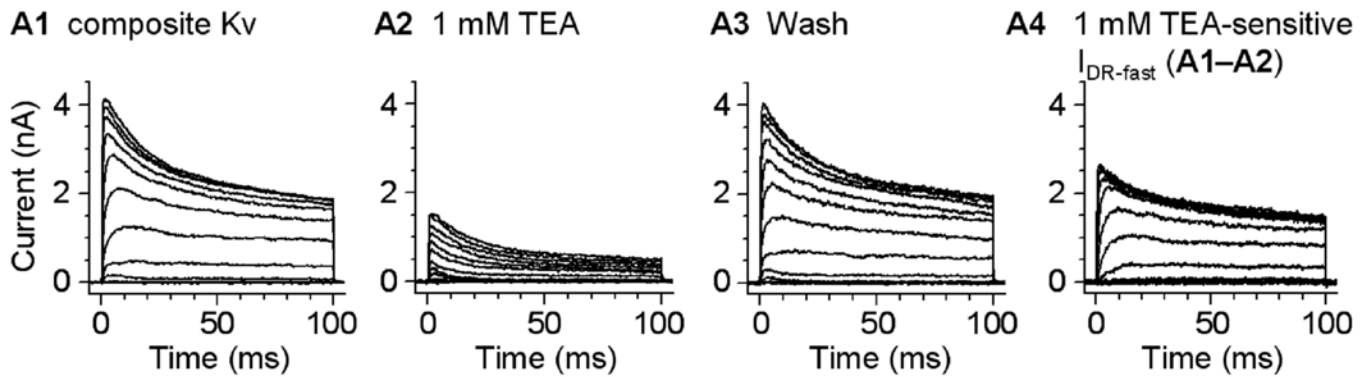 A1 composite Kv
A2 1 mM TEA
A3 Wash
A4 1 mM TEA-sensitive
IDR-fast (A1–A2)
Current (nA)
4
2
0
0 50 100
Time (ms)
4
2
0
0 50 100
Time (ms)
4
2
0
0 50 100
Time (ms)
4
2
0
0 50 100
Time (ms)